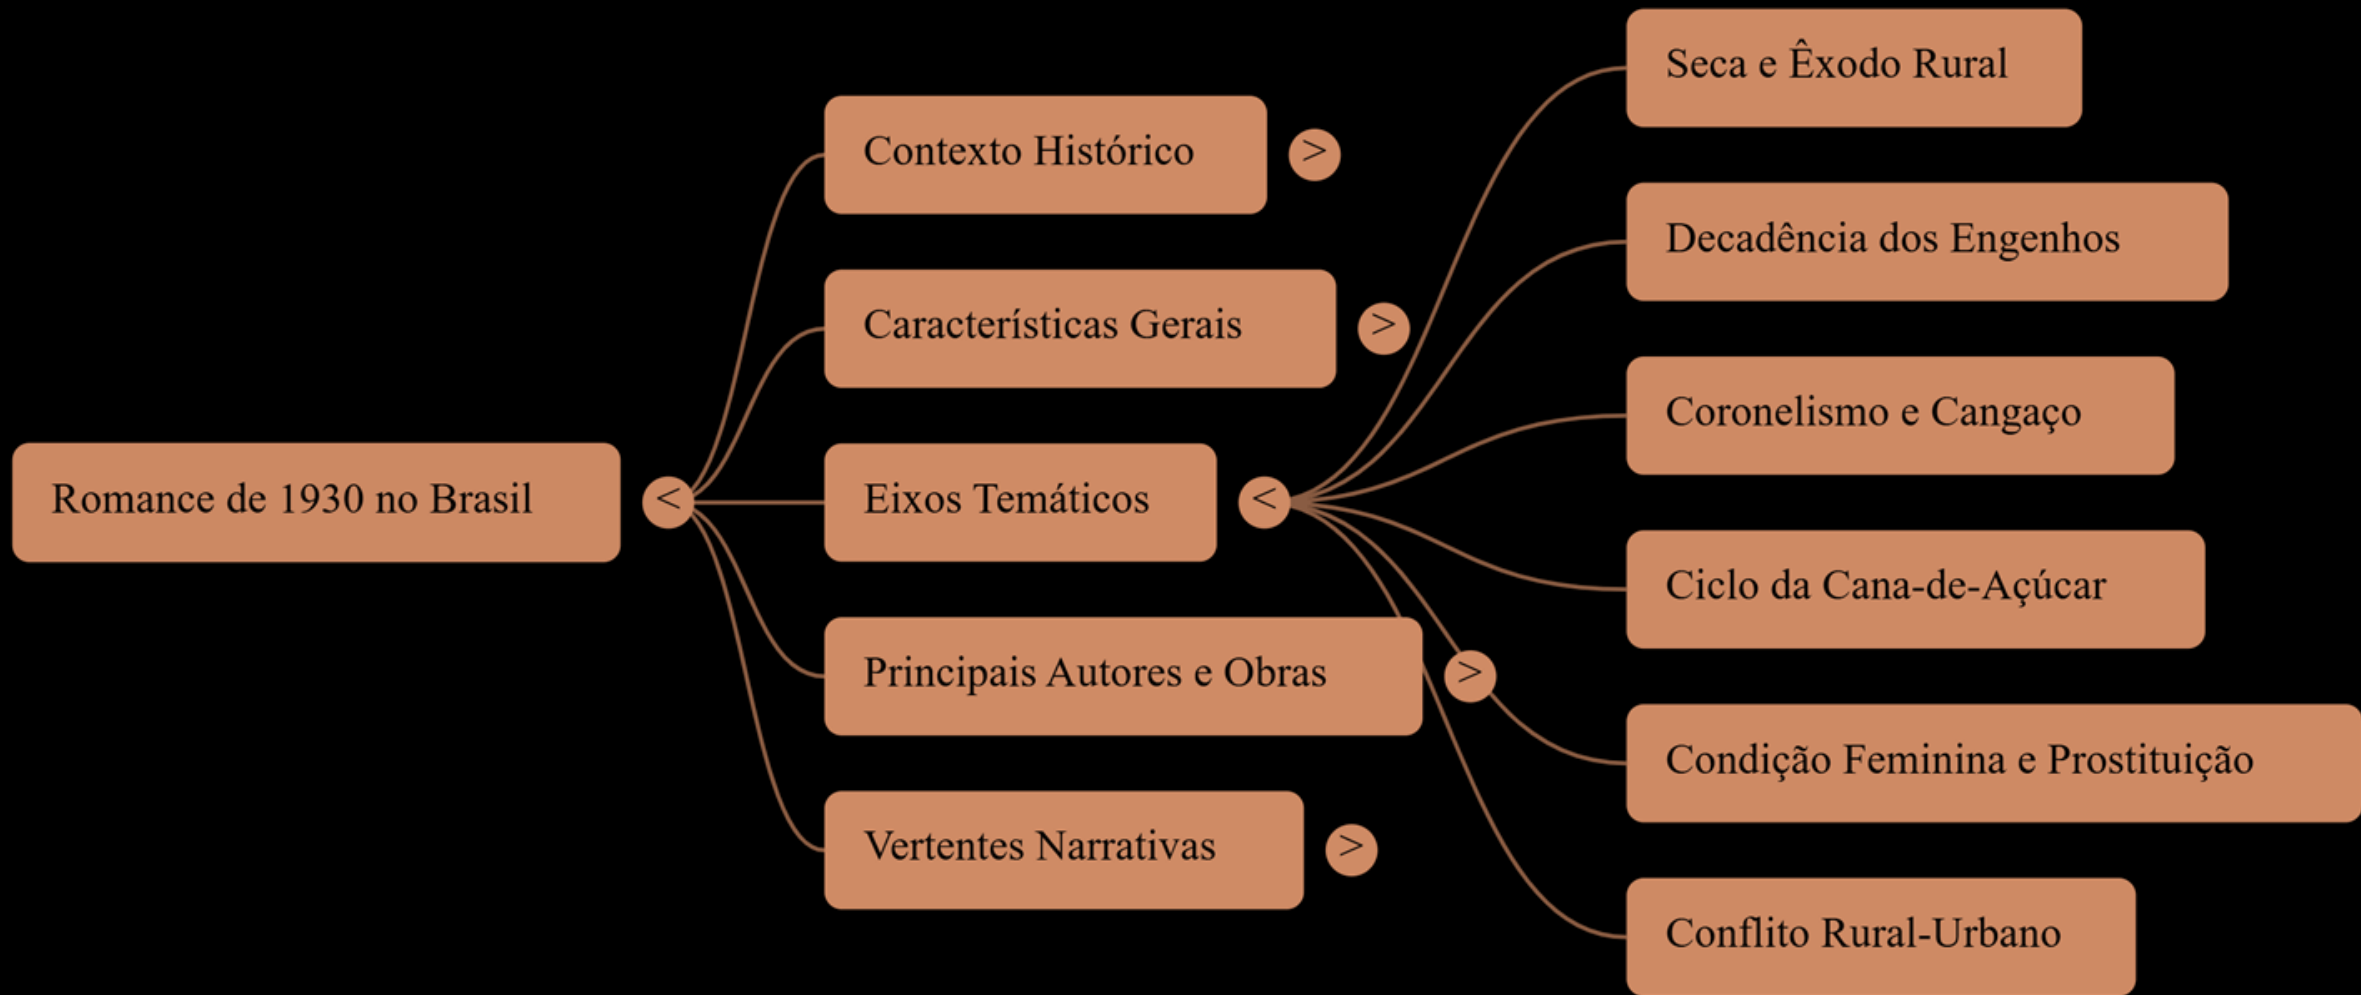 Romance de 1930 no Brasil
<
Contexto Histórico
>
Características Gerais
>
Eixos Temáticos
<
Principais Autores e Obras
>
Vertentes Narrativas
>
Seca e Êxodo Rural
Decadência dos Engenhos
Coronelismo e Cangaço
Ciclo da Cana-de-Açúcar
Condição Feminina e Prostituição
Conflito Rural-Urbano